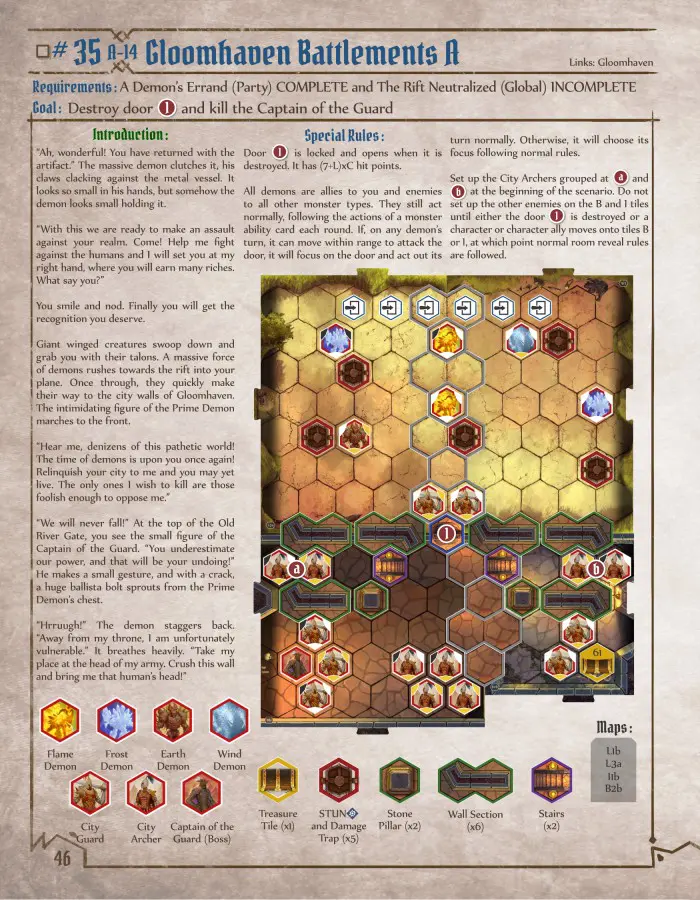 # 35 A-14 Gloomhaven Battlements A
Links: Gloomhaven
Requirements: A Demon's Errand (Party) COMPLETE and The Rift Neutralized (Global) INCOMPLETE
Goal: Destroy door 1 and kill the Captain of the Guard
Introduction:
"Ah, wonderful! You have returned with the
artifact." The massive demon clutches it, his
claws clacking against the metal vessel. It
looks so small in his hands, but somehow the
demon looks small holding it.
"With this we are ready to make an assault
against your realm. Come! Help me fight
against the humans and I will set you at my
right hand, where you will earn many riches.
What say you?"
You smile and nod. Finally you will get the
recognition you deserve.
Giant winged creatures swoop down and
grab you with their talons. A massive force
of demons rushes towards the rift into your
plane. Once through, they quickly make
their way to the city walls of Gloomhaven.
The intimidating figure of the Prime Demon
marches to the front.
"Hear me, denizens of this pathetic world!
The time of demons is upon you once again!
Relinquish your city to me and you may yet
live. The only ones I wish to kill are those
foolish enough to oppose me."
"We will never fall!" At the top of the Old
River Gate, you see the small figure of the
Captain of the Guard. "You underestimate
our power, and that will be your undoing!"
He makes a small gesture, and with a crack,
a huge ballista bolt sprouts from the Prime
Demon's chest.
"Hrruugh!" The demon staggers back.
"Away from my throne, I am unfortunately
vulnerable." It breathes heavily. "Take my
place at the head of my army. Crush this wall
and bring me that human's head!"
Special Rules:
Door 1 is locked and opens when it is
destroyed. It has (7+L)xC hit points.
All demons are allies to you and enemies
to all other monster types. They still act
normally, following the actions of a monster
ability card each round. If, on any demon's
turn, it can move within range to attack the
door, it will focus on the door and act out its
turn normally. Otherwise, it will choose its
focus following normal rules.
Set up the City Archers grouped at a and
b at the beginning of the scenario. Do not
set up the other enemies on the B and I tiles
until either the door 1 is destroyed or a
character or character ally moves onto tiles B
or I, at which point normal room reveal rules
are followed.
1
a
b
61
Flame
Demon
Frost
Demon
Earth
Demon
Wind
Demon
City
Guard
City
Archer
Captain of the
Guard (Boss)
Treasure
Tile (x1)
STUN
and Damage
Trap (x5)
Stone
Pillar (x2)
Wall Section
(x6)
Stairs
(x2)
Maps:
L1b
L3a
I1b
B2b
46